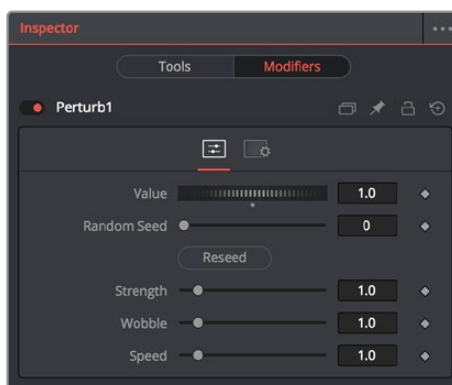 Inspector
Tools Modifiers
Perturb1
Value 1.0
Random Seed 0
Reseed
Strength 1.0
Wobble 1.0
Speed 1.0